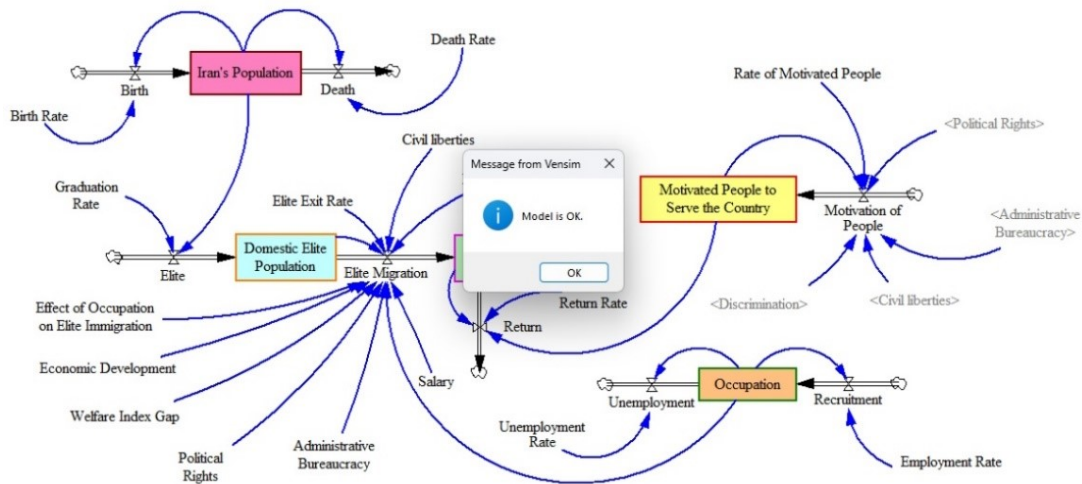 Iran's Population
Birth
Death
Death Rate
Birth Rate
Rate of Motivated People
<Political Rights>
Civil liberties
Message from Vensim
Model is OK.
OK
Graduation
Rate
Elite Exit Rate
Motivated People to
Serve the Country
Motivation of
People
<Administrative
Bureaucracy>
Domestic Elite
Population
Elite
Elite Migration
Return Rate
<Discrimination>
<Civil liberties>
Effect of Occupation
on Elite Immigration
Return
Economic Development
Salary
Occupation
Unemployment
Recruitment
Welfare Index Gap
Unemployment
Rate
Administrative
Bureaucracy
Political
Rights
Employment Rate